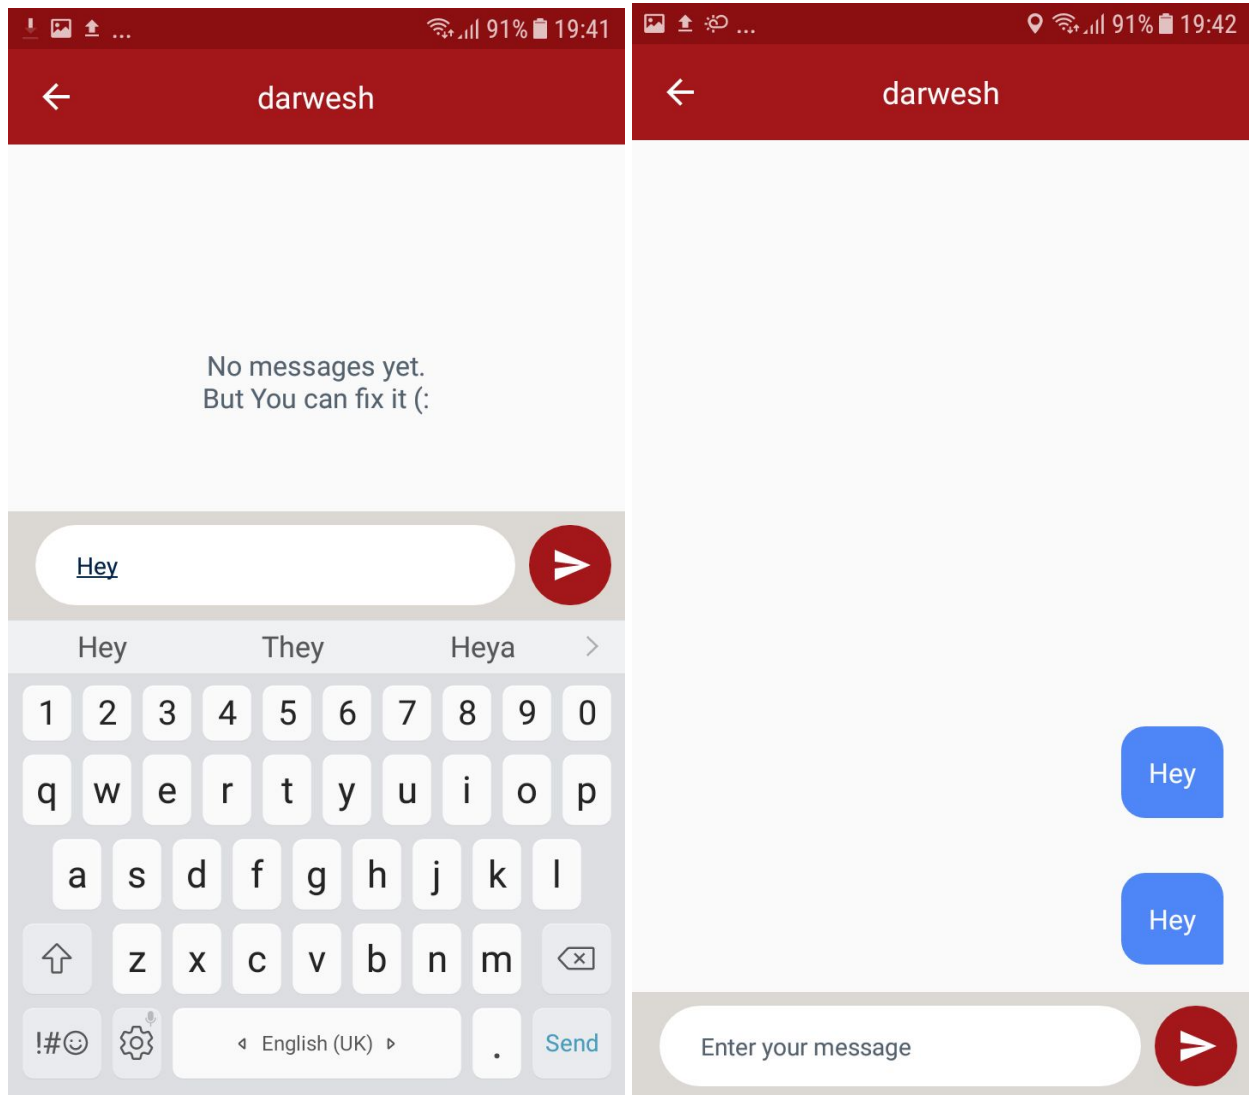 ... 91% 19:41
darwesh
No messages yet.
But You can fix it (:
Hey
Hey They Heya
1 2 3 4 5 6 7 8 9 0
q w e r t y u i o p
a s d f g h j k l
z x c v b n m
!#☺ English (UK) . Send
... 91% 19:42
darwesh
Hey
Hey
Enter your message